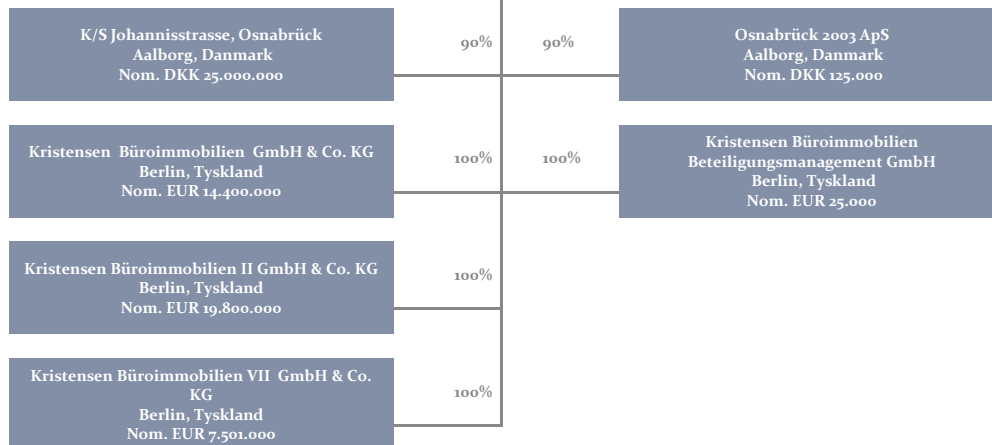 K/S Johannisstrasse, Osnabrück
Aalborg, Danmark
Nom. DKK 25.000.000
90%
90%
Osnabrück 2003 ApS
Aalborg, Danmark
Nom. DKK 125.000
Kristensen Büroimmobilien GmbH & Co. KG
Berlin, Tyskland
Nom. EUR 14.400.000
100%
100%
Kristensen Büroimmobilien
Beteiligungsmanagement GmbH
Berlin, Tyskland
Nom. EUR 25.000
Kristensen Büroimmobilien II GmbH & Co. KG
Berlin, Tyskland
Nom. EUR 19.800.000
100%
Kristensen Büroimmobilien VII GmbH & Co.
KG
Berlin, Tyskland
Nom. EUR 7.501.000
100%